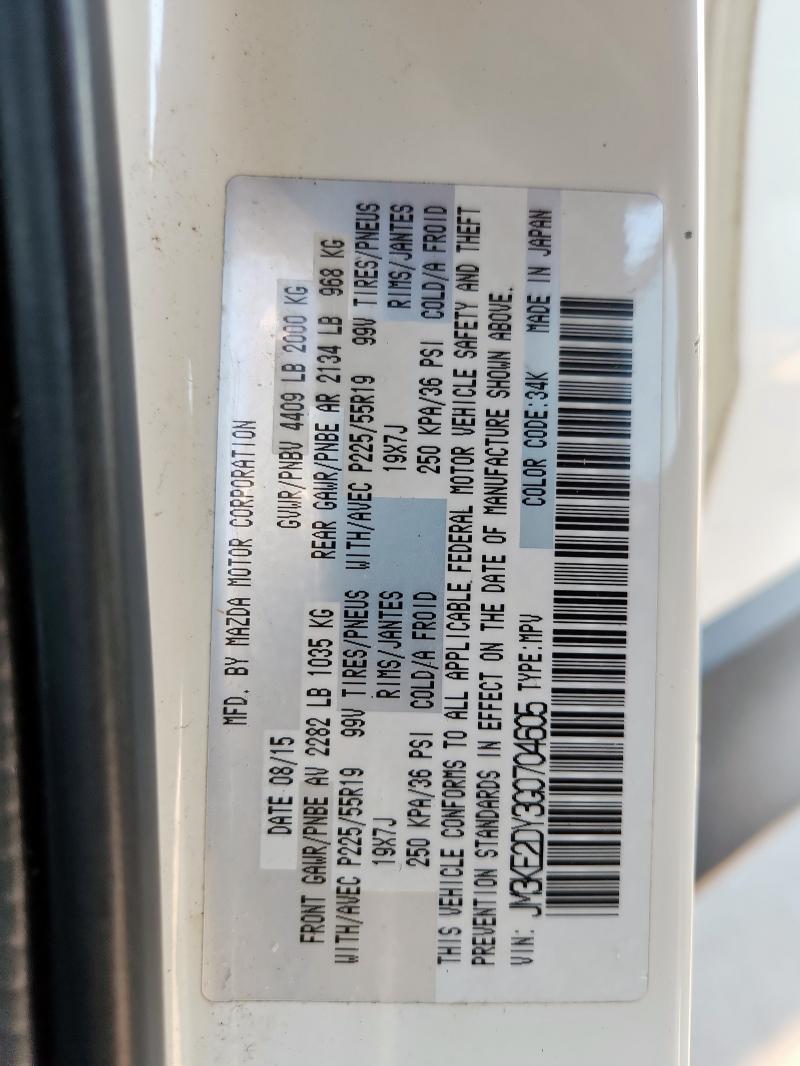 MFD. BY MAZDA MOTOR CORPORATION
DATE 08/15 GVWR/PNBV 4409 LB 2000 KG
FRONT GAWR/PNBE AV 2282 LB 1035 KG REAR GAWR/PNBE AR 2134 LB 968 KG
WITH/AVEC P225/55R19 99V TIRES/PNEUS WITH/AVEC P225/55R19 99V TIRES/PNEUS
19X7J RIMS/JANTES 19X7J RIMS/JANTES
250 KPA/36 PSI COLD/A FROID 250 KPA/36 PSI COLD/A FROID
THIS VEHICLE CONFORMS TO ALL APPLICABLE FEDERAL MOTOR VEHICLE SAFETY AND THEFT
PREVENTION STANDARDS IN EFFECT ON THE DATE OF MANUFACTURE SHOWN ABOVE.
VIN: JM3KE2DY3G0704605 TYPE:MPV COLOR CODE:34K MADE IN JAPAN